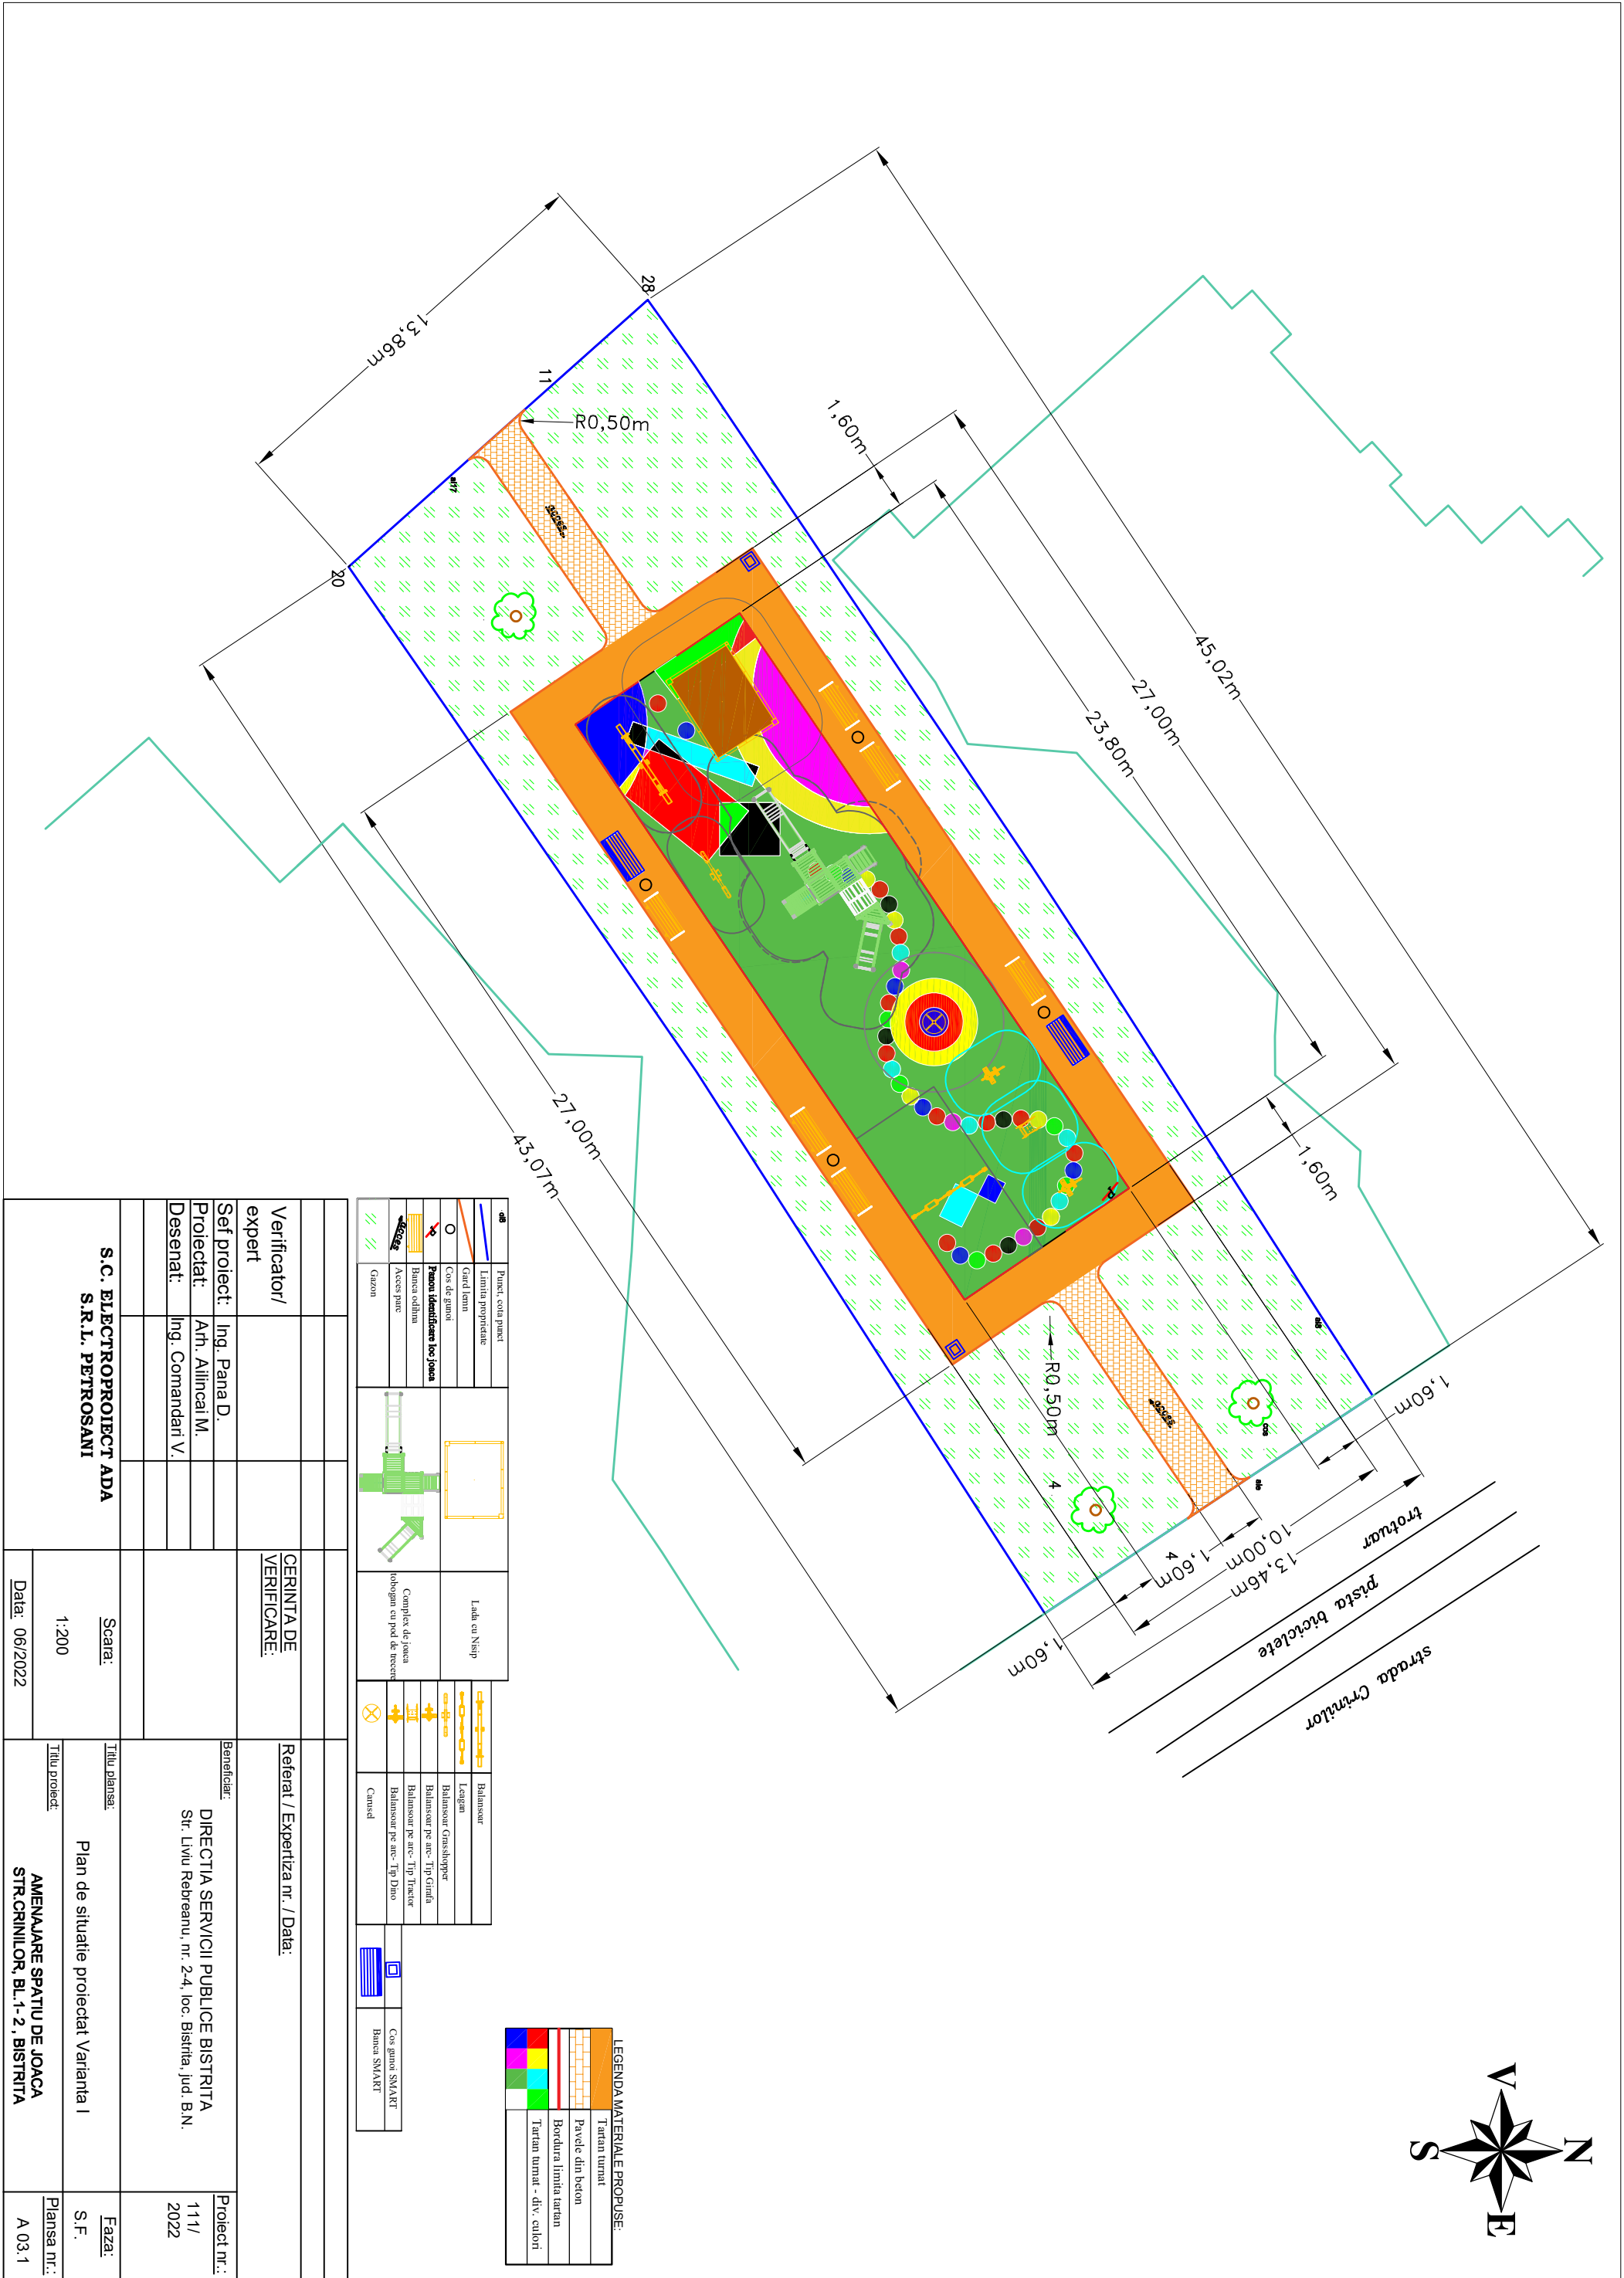 28
13,86m
11
R0,50m
al17
acces
20
1,60m
45,02m
27,00m
23,80m
1,60m
27,00m
43,07m
R0,50m
acces
4
4
1,60m
1,60m
10,00m
13,46m
1,60m
trotuar
pista biciclete
strada Crinilor
N
V
E
S
LEGENDA MATERIALE PROPUSE:
Tartan turnat
Pavele din beton
Bordura limita tartan
Tartan turnat - div. culori
Punct, cota punct
Limita proprietate
Gard lemn
Cos de gunoi
Panou identificare loc joaca
Banca odihna
acces
Acces parc
Gazon
Lada cu Nisip
Complex de joaca
tobogan cu pod de trecere
Balansoar
Leagan
Balansoar Grasshopper
Balansoar pe arc- Tip Girafa
Balansoar pe arc- Tip Tractor
Balansoar pe arc- Tip Dino
Carusel
Cos gunoi SMART
Banca SMART
Verificator/
expert
CERINTA DE
VERIFICARE:
Referat / Expertiza nr. / Data:
Sef proiect: Ing. Pana D.
Proiectat: Arh. Ailincai M.
Desenat: Ing. Comandari V.
S.C. ELECTROPROIECT ADA
S.R.L. PETROSANI
Scara:
1:200
Data: 06/2022
Beneficiar:
DIRECTIA SERVICII PUBLICE BISTRITA
Str. Liviu Rebreanu, nr. 2-4, loc. Bistrita, jud. B.N.
Titlu plansa:
Plan de situatie proiectat Varianta I
Titlu proiect:
AMENAJARE SPATIU DE JOACA
STR.CRINILOR, BL.1- 2 , BISTRITA
Proiect nr.:
111/
2022
Faza:
S.F.
Plansa nr.:
A 03.1